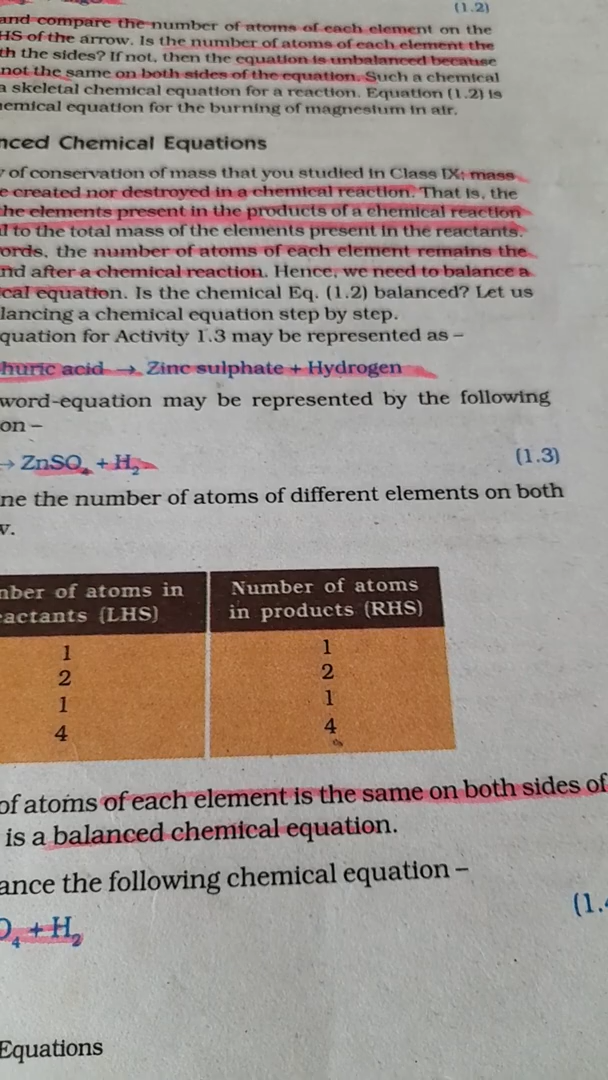 (1.2)
and compare the number of atoms of each element on the
HS of the arrow. Is the number of atoms of each element the
th the sides? If not, then the equation is unbalanced because
not the same on both sides of the equation. Such a chemical
a skeletal chemical equation for a reaction. Equation (1.2) is
emical equation for the burning of magnesium in air.
nced Chemical Equations
of conservation of mass that you studied in Class IX; mass
e created nor destroyed in a chemical reaction. That is, the
he elements present in the products of a chemical reaction
l to the total mass of the elements present in the reactants.
ords, the number of atoms of each element remains the
nd after a chemical reaction. Hence, we need to balance a
cal equation. Is the chemical Eq. (1.2) balanced? Let us
lancing a chemical equation step by step.
quation for Activity 1.3 may be represented as –
huric acid → Zinc sulphate + Hydrogen
word-equation may be represented by the following
on –
→ ZnSO₄ + H₂ (1.3)
ne the number of atoms of different elements on both
w.
nber of atoms in Number of atoms
eactants (LHS) in products (RHS)
1 1
2 2
1 1
4 4
of atoms of each element is the same on both sides of
is a balanced chemical equation.
ance the following chemical equation –
(1.4
O₄ + H₂
Equations